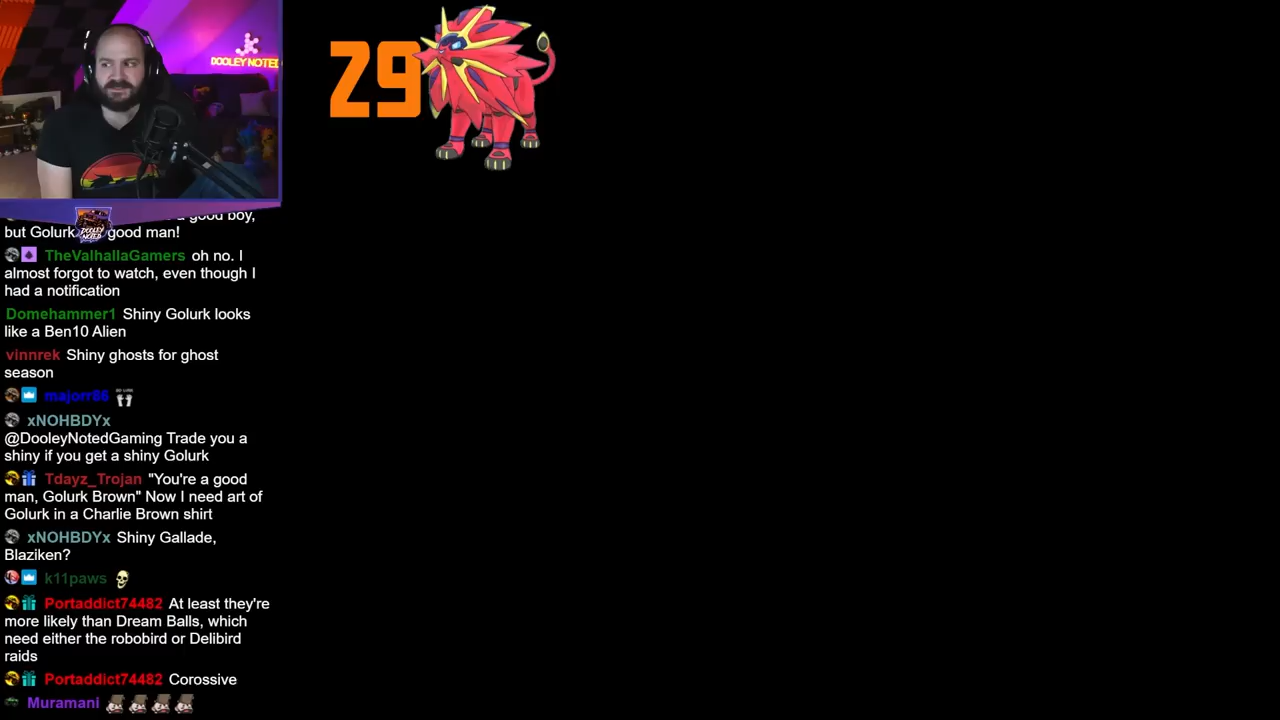 DOOLEY NOTED
29
a good boy,
but Golurk good man!
DOOLEY
NOTED
TheValhallaGamers oh no. I
almost forgot to watch, even though I
had a notification
Domehammer1 Shiny Golurk looks
like a Ben10 Alien
vinnrek Shiny ghosts for ghost
season
majorr86
xNOHBDYx
@DooleyNotedGaming Trade you a
shiny if you get a shiny Golurk
Tdayz_Trojan "You're a good
man, Golurk Brown" Now I need art of
Golurk in a Charlie Brown shirt
xNOHBDYx Shiny Gallade,
Blaziken?
k11paws
Portaddict74482 At least they're
more likely than Dream Balls, which
need either the robobird or Delibird
raids
Portaddict74482 Corossive
Muramani